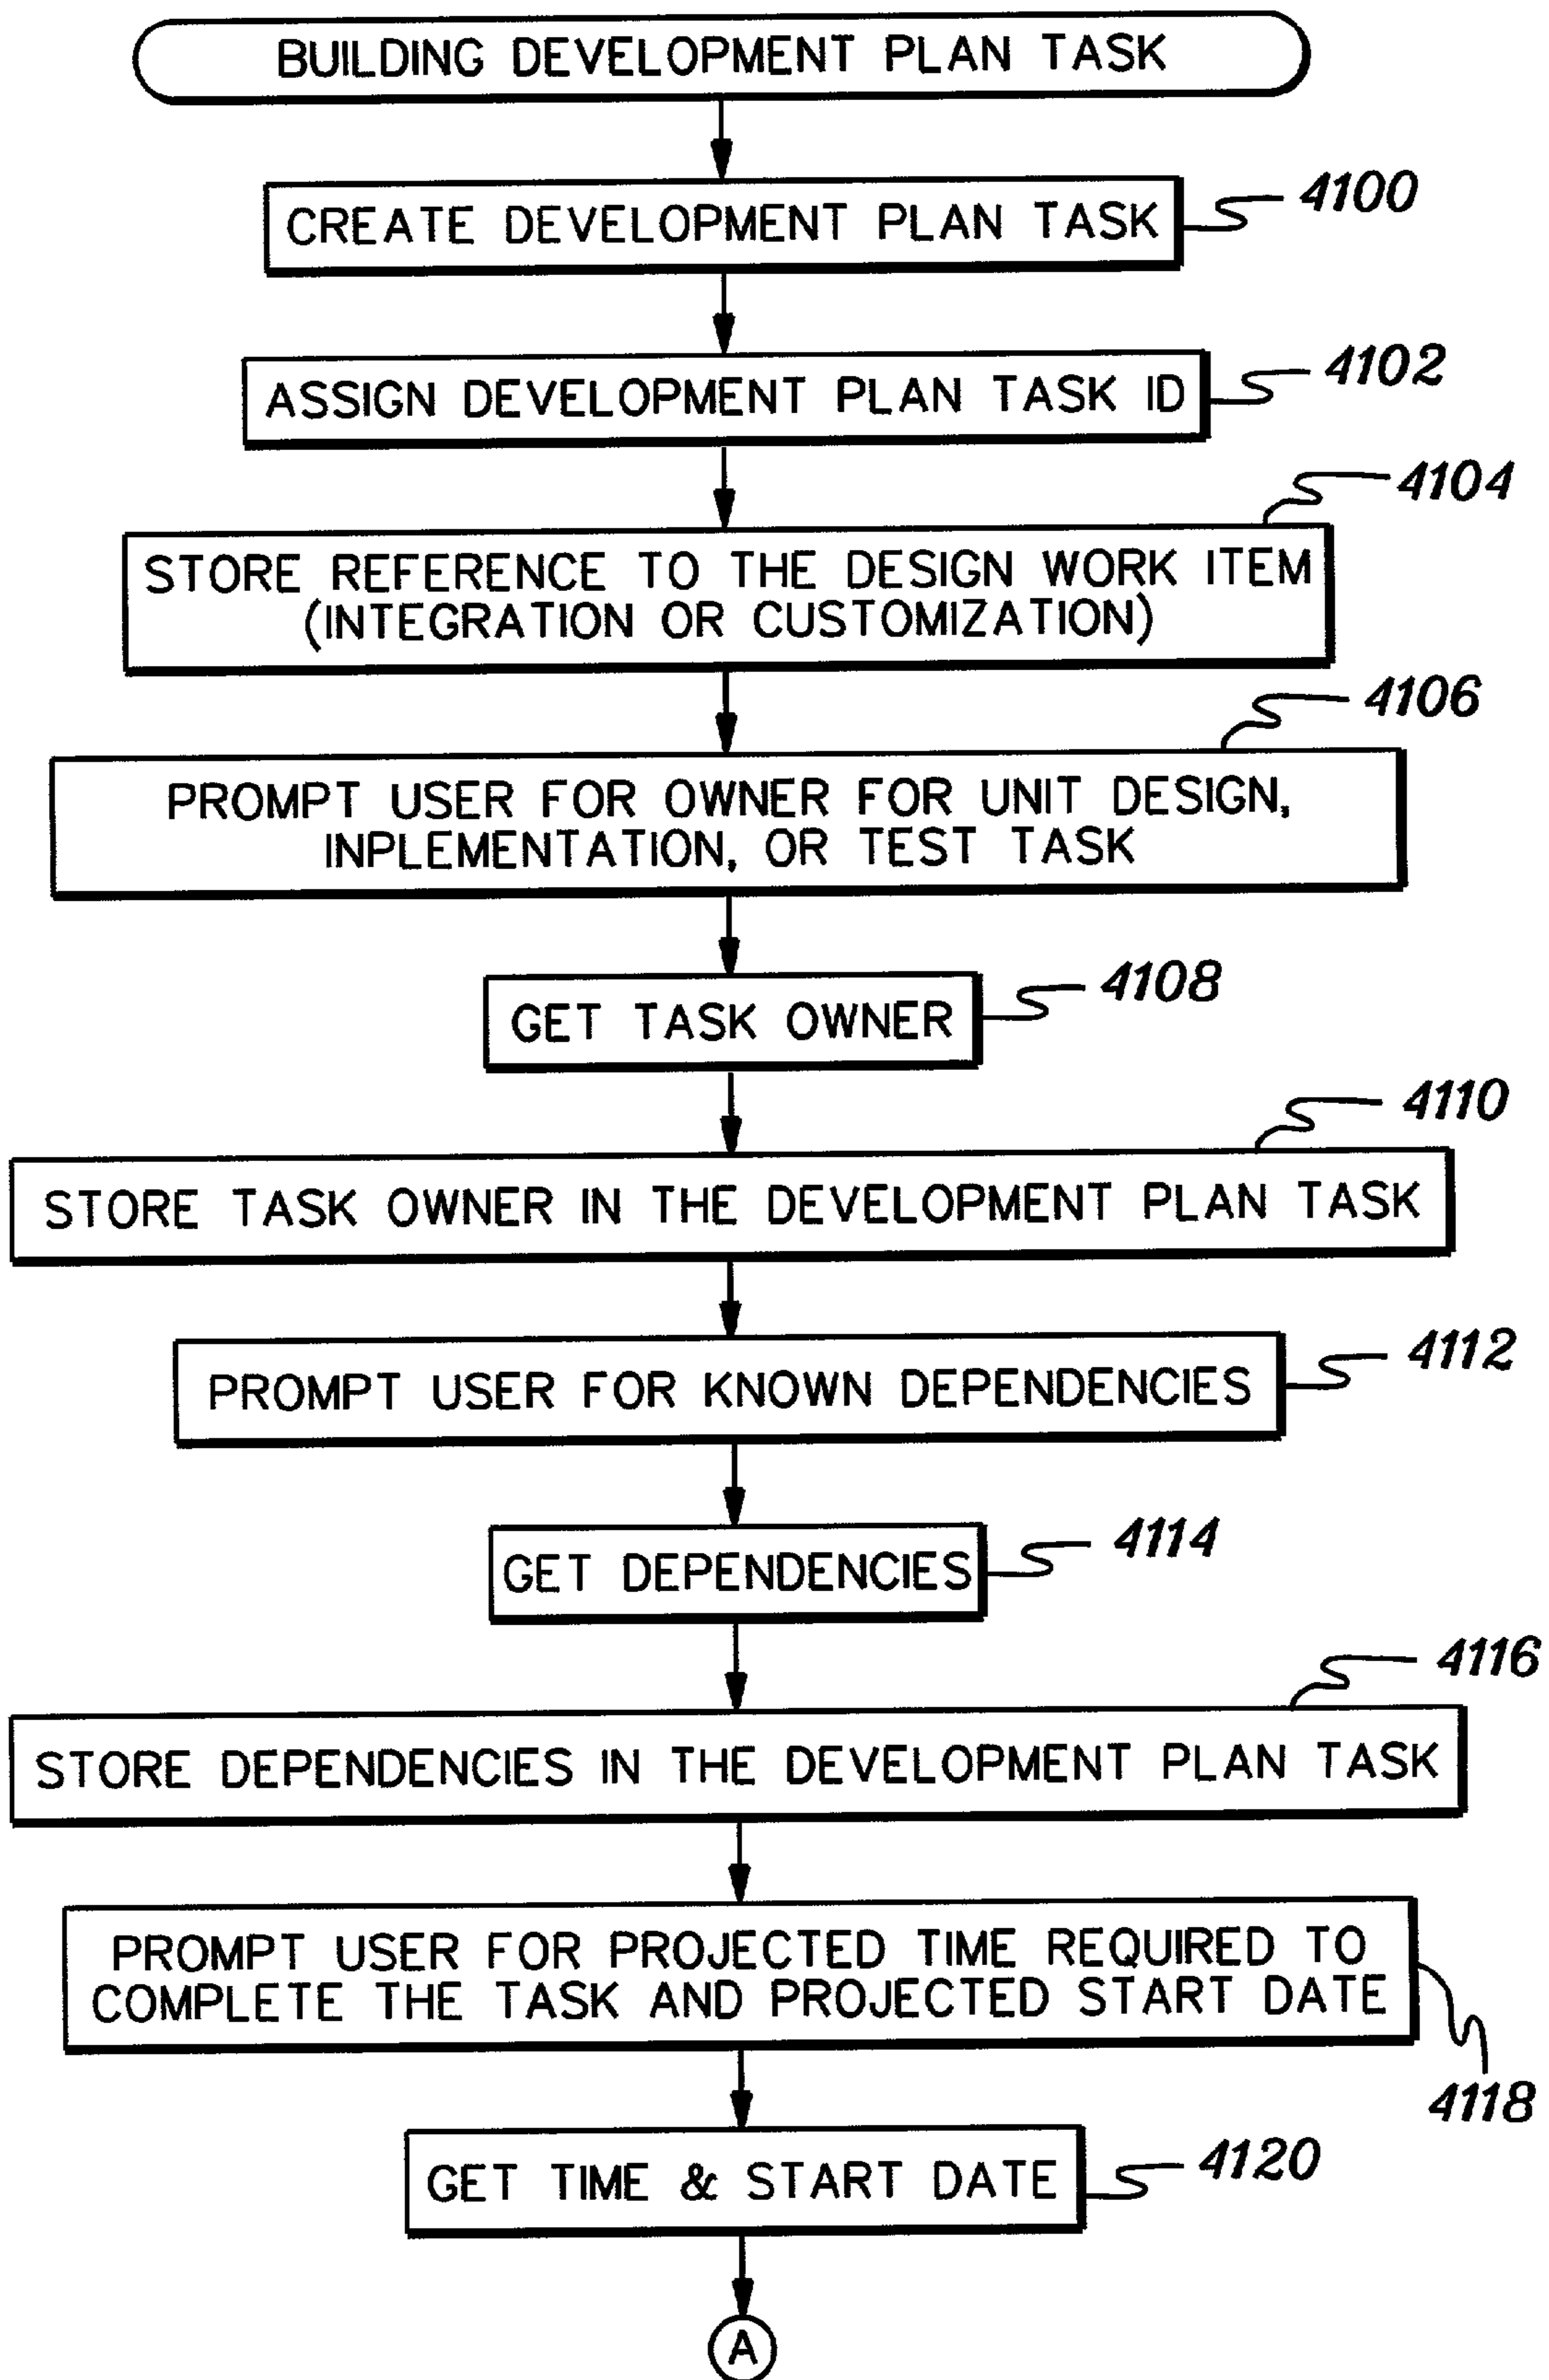 BUILDING DEVELOPMENT PLAN TASK
CREATE DEVELOPMENT PLAN TASK
4100
ASSIGN DEVELOPMENT PLAN TASK ID
4102
4104
STORE REFERENCE TO THE DESIGN WORK ITEM
(INTEGRATION OR CUSTOMIZATION)
4106
PROMPT USER FOR OWNER FOR UNIT DESIGN,
INPLEMENTATION, OR TEST TASK
GET TASK OWNER
4108
4110
STORE TASK OWNER IN THE DEVELOPMENT PLAN TASK
PROMPT USER FOR KNOWN DEPENDENCIES
4112
GET DEPENDENCIES
4114
4116
STORE DEPENDENCIES IN THE DEVELOPMENT PLAN TASK
PROMPT USER FOR PROJECTED TIME REQUIRED TO
COMPLETE THE TASK AND PROJECTED START DATE
4118
GET TIME & START DATE
4120
A